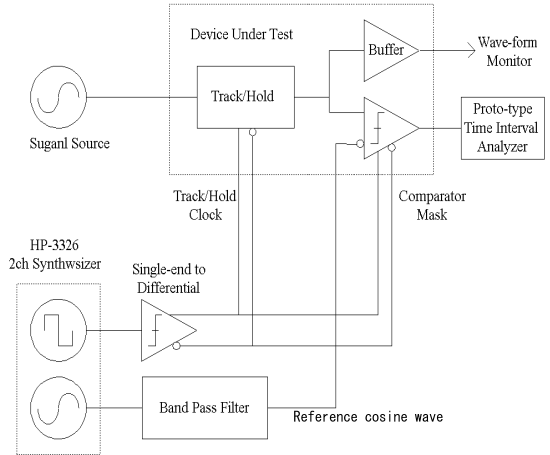 Device Under Test
Buffer
Wave-form
Monitor
Track/Hold
Proto-type
Time Interval
Analyzer
Suganl Source
Track/Hold
Clock
Comparator
Mask
HP-3326
2ch Synthwsizer
Single-end to
Differential
Band Pass Filter
Reference cosine wave